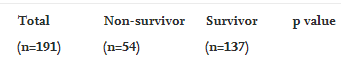 Total Non-survivor Survivor p value
(n=191) (n=54) (n=137)